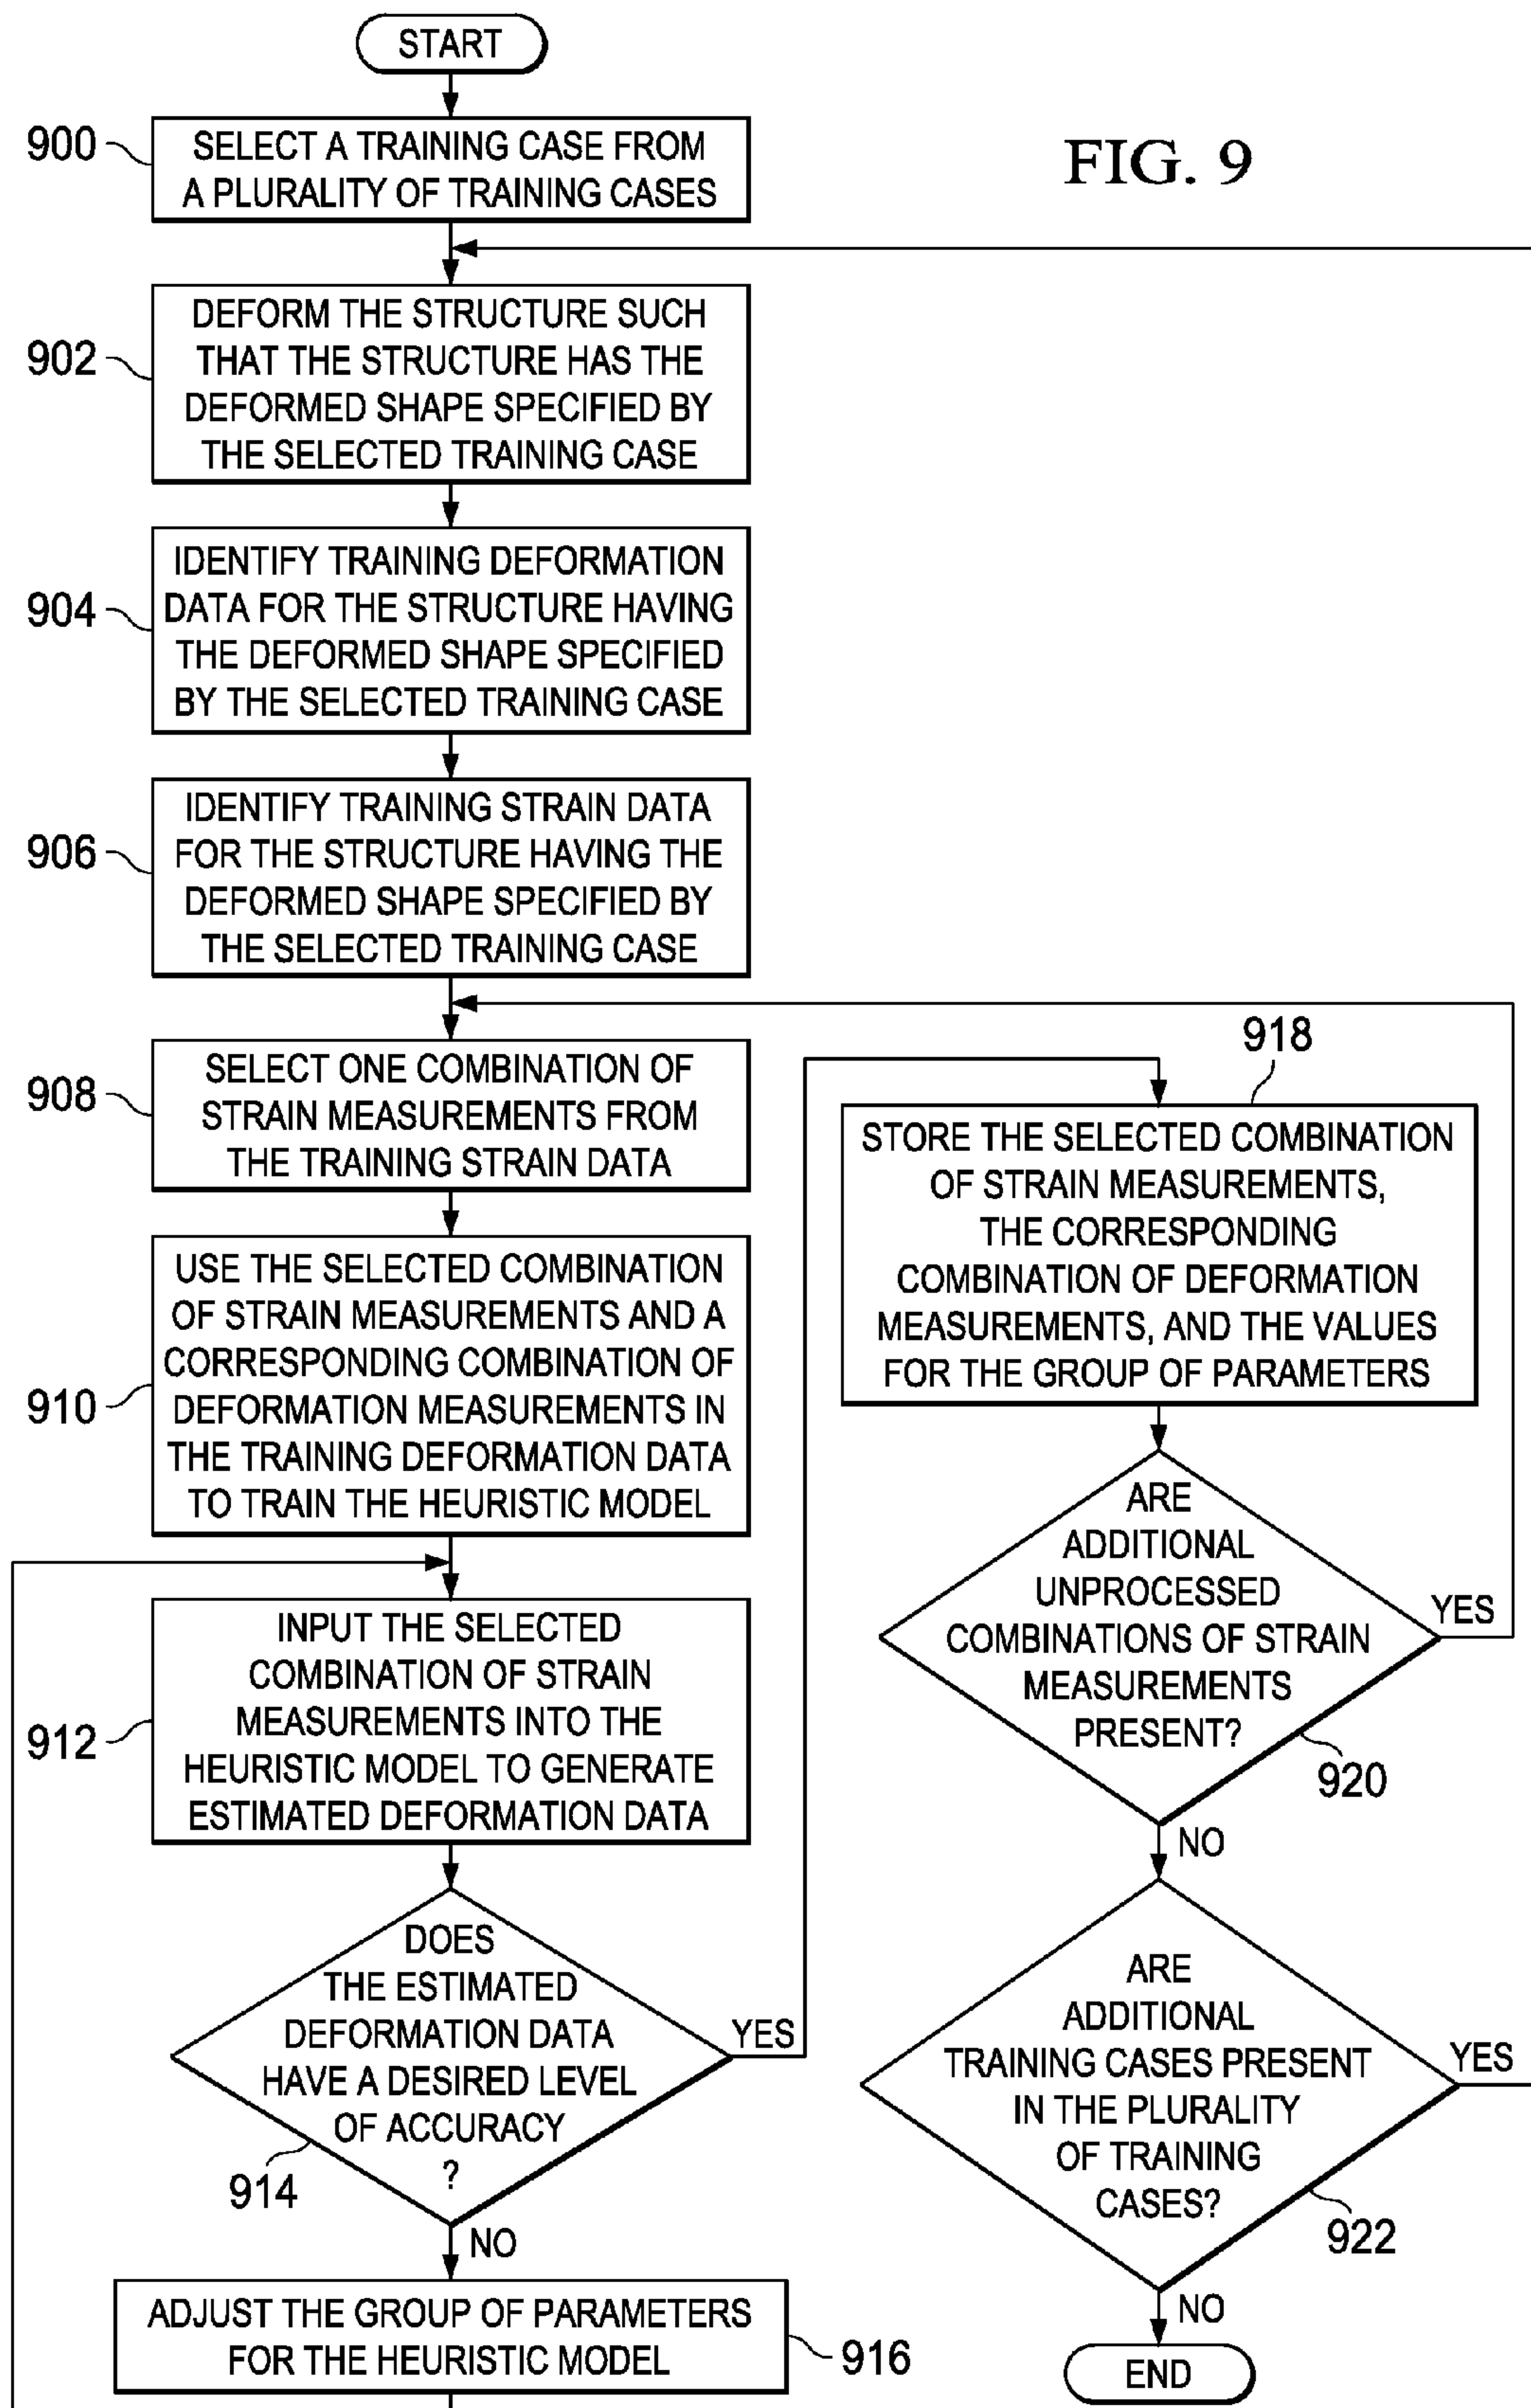 START
FIG. 9
900
SELECT A TRAINING CASE FROM
A PLURALITY OF TRAINING CASES
902
DEFORM THE STRUCTURE SUCH
THAT THE STRUCTURE HAS THE
DEFORMED SHAPE SPECIFIED BY
THE SELECTED TRAINING CASE
904
IDENTIFY TRAINING DEFORMATION
DATA FOR THE STRUCTURE HAVING
THE DEFORMED SHAPE SPECIFIED
BY THE SELECTED TRAINING CASE
906
IDENTIFY TRAINING STRAIN DATA
FOR THE STRUCTURE HAVING THE
DEFORMED SHAPE SPECIFIED BY
THE SELECTED TRAINING CASE
908
SELECT ONE COMBINATION OF
STRAIN MEASUREMENTS FROM
THE TRAINING STRAIN DATA
910
USE THE SELECTED COMBINATION
OF STRAIN MEASUREMENTS AND A
CORRESPONDING COMBINATION OF
DEFORMATION MEASUREMENTS IN
THE TRAINING DEFORMATION DATA
TO TRAIN THE HEURISTIC MODEL
912
INPUT THE SELECTED
COMBINATION OF STRAIN
MEASUREMENTS INTO THE
HEURISTIC MODEL TO GENERATE
ESTIMATED DEFORMATION DATA
DOES
THE ESTIMATED
DEFORMATION DATA
HAVE A DESIRED LEVEL
OF ACCURACY
?
914
YES
NO
ADJUST THE GROUP OF PARAMETERS
FOR THE HEURISTIC MODEL
916
918
STORE THE SELECTED COMBINATION
OF STRAIN MEASUREMENTS,
THE CORRESPONDING
COMBINATION OF DEFORMATION
MEASUREMENTS, AND THE VALUES
FOR THE GROUP OF PARAMETERS
ARE
ADDITIONAL
UNPROCESSED
COMBINATIONS OF STRAIN
MEASUREMENTS
PRESENT?
YES
920
NO
ARE
ADDITIONAL
TRAINING CASES PRESENT
IN THE PLURALITY
OF TRAINING
CASES?
YES
922
NO
END